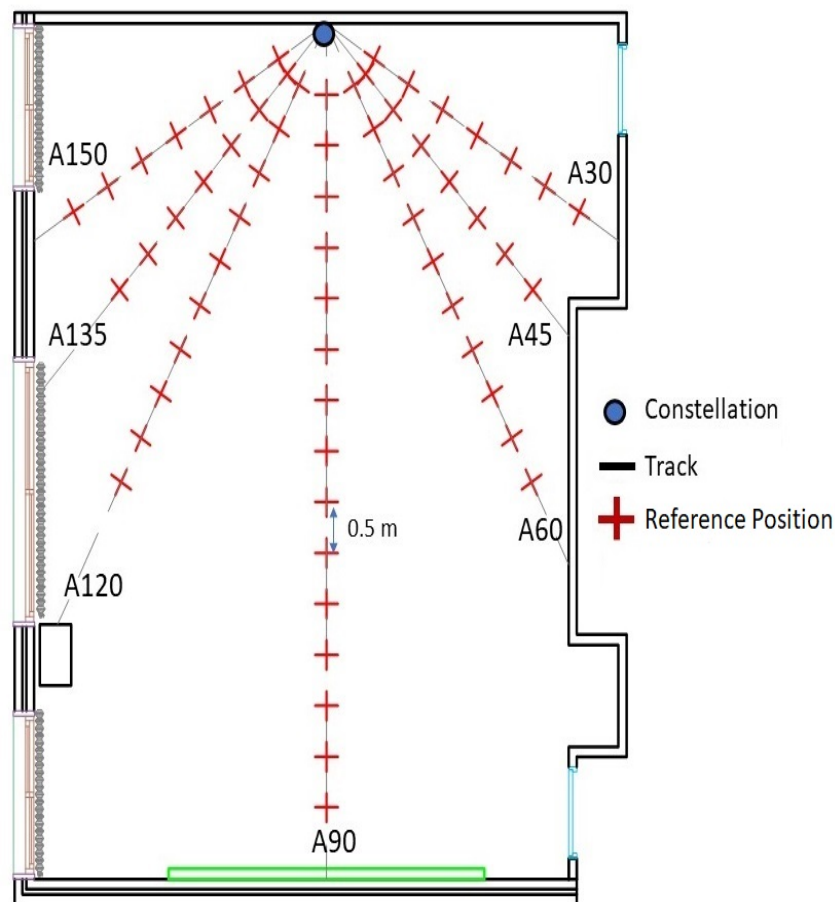 A150
A30
A135
A45
Constellation
Track
Reference Position
0.5 m
A60
A120
A90